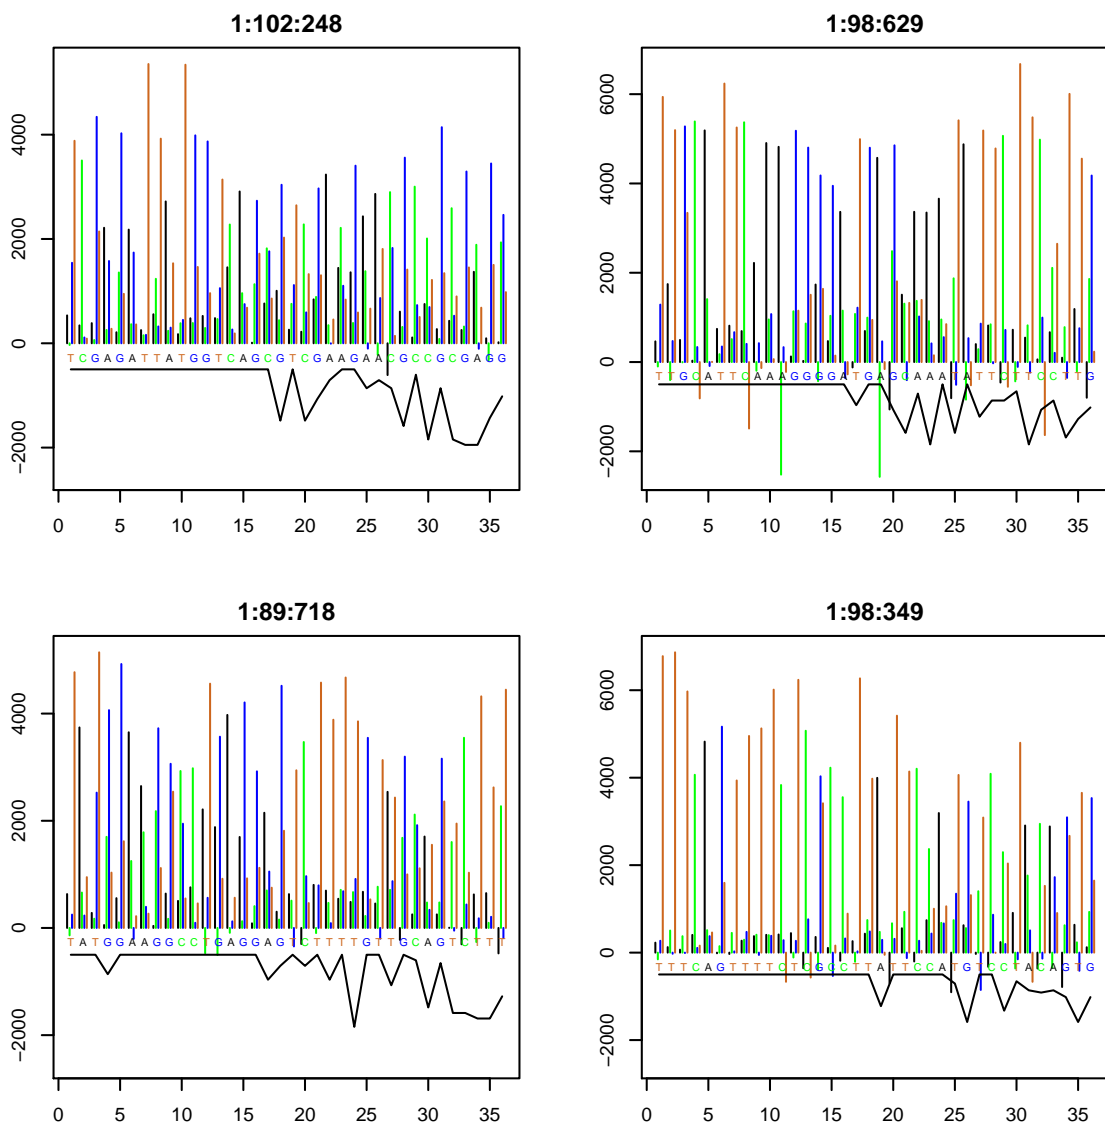 1:102:248
4000
2000
0
−2000
TCGAGATTATGGTCAGCGTCGAAGAACGCCGCGAGG
0 5 10 15 20 25 30 35
1:98:629
6000
4000
2000
0
−2000
TTGCATTCAAAGGGGATGAGCAAATATTCTTCCTTG
0 5 10 15 20 25 30 35
1:89:718
4000
2000
0
−2000
TATGGAAGGCCTGAGGAGTCTTTTGTTGCAGTCTTT
0 5 10 15 20 25 30 35
1:98:349
6000
4000
2000
0
−2000
TTTCAGTTTTCTCGCCTTATTCCATGTCCTACAGTG
0 5 10 15 20 25 30 35